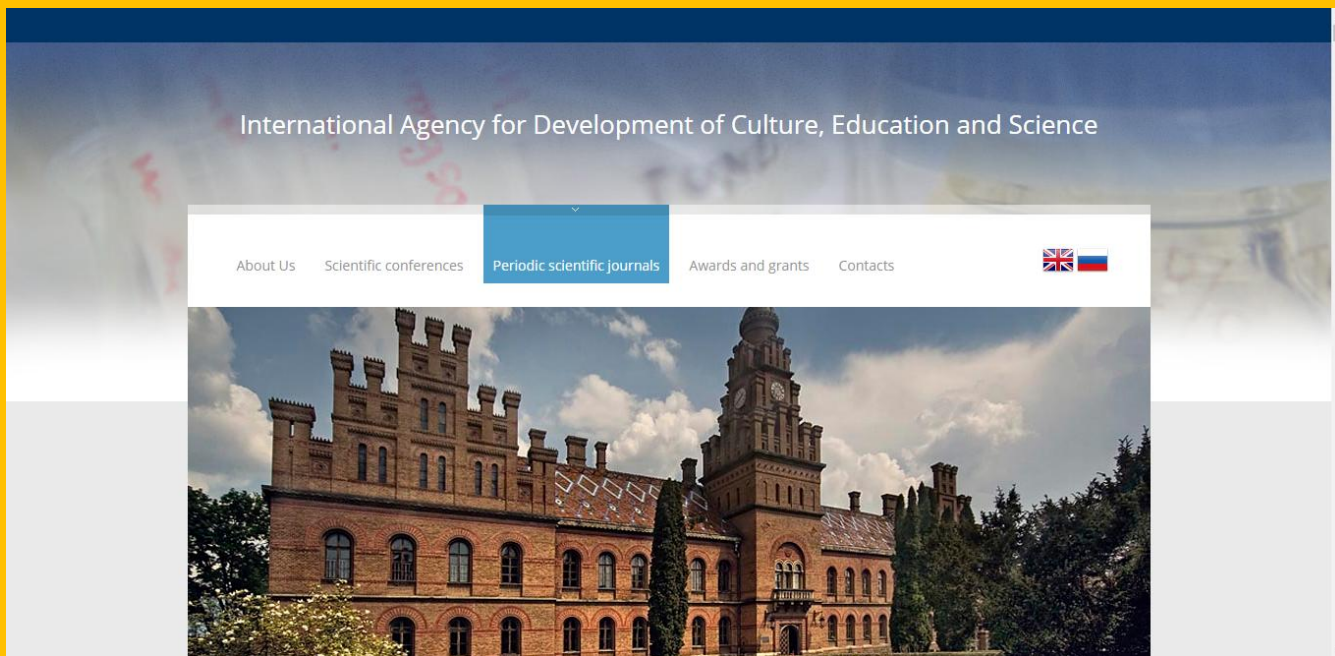 International Agency for Development of Culture, Education and Science
About Us Scientific conferences Periodic scientific journals Awards and grants Contacts